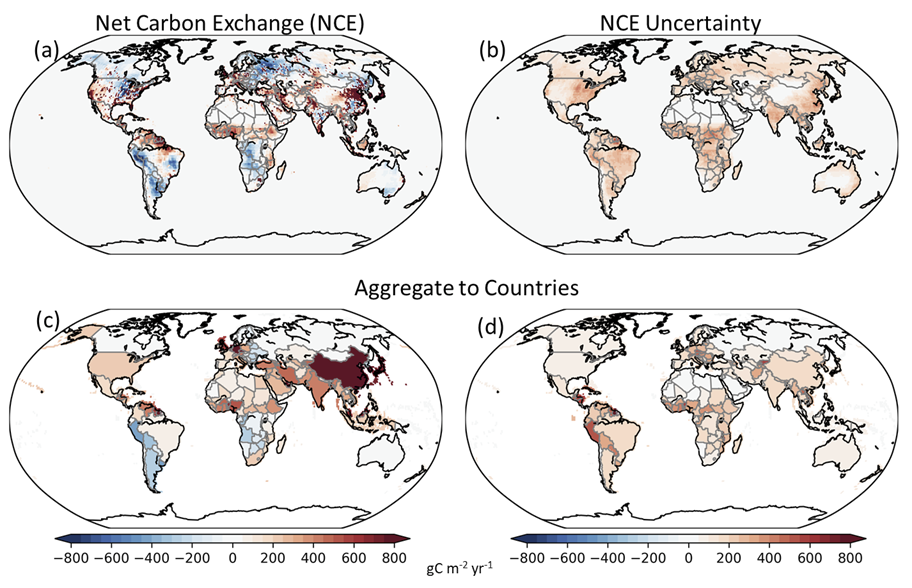 Net Carbon Exchange (NCE)
NCE Uncertainty
(a)
(b)
Aggregate to Countries
(c)
(d)
−800 −600 −400 −200 0 200 400 600 800
−800 −600 −400 −200 0 200 400 600 800
gC m⁻² yr⁻¹